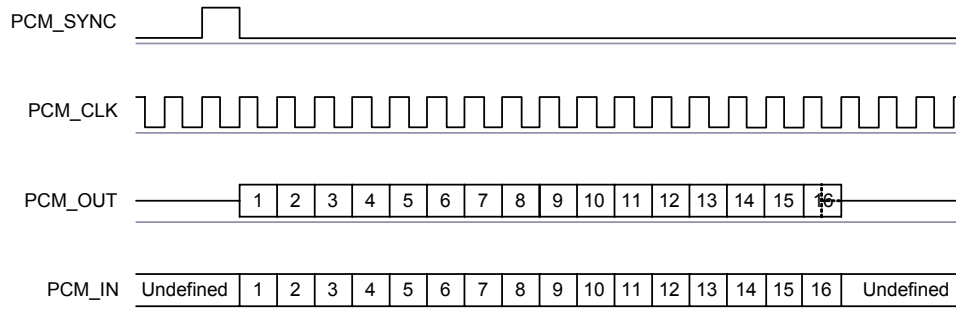 PCM_SYNC
PCM_CLK
PCM_OUT 1 2 3 4 5 6 7 8 9 10 11 12 13 14 15 16
PCM_IN Undefined 1 2 3 4 5 6 7 8 9 10 11 12 13 14 15 16 Undefined